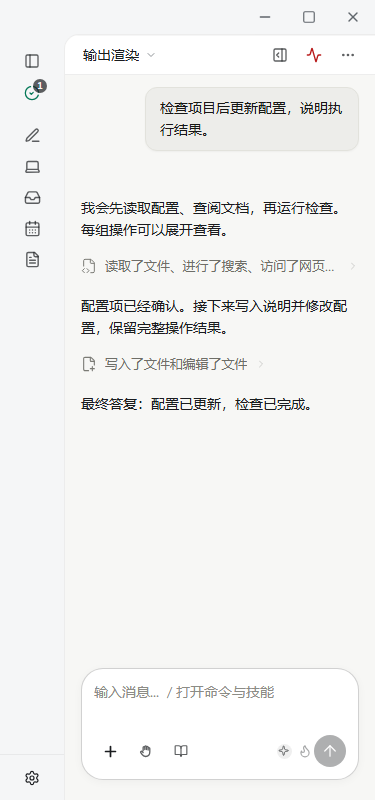 输出渲染
1
检查项目后更新配置，说明执
行结果。
我会先读取配置、查阅文档，再运行检查。
每组操作可以展开查看。
读取了文件、进行了搜索、访问了网页...
配置项已经确认。接下来写入说明并修改配
置，保留完整操作结果。
写入了文件和编辑了文件
最终答复：配置已更新，检查已完成。
输入消息... / 打开命令与技能